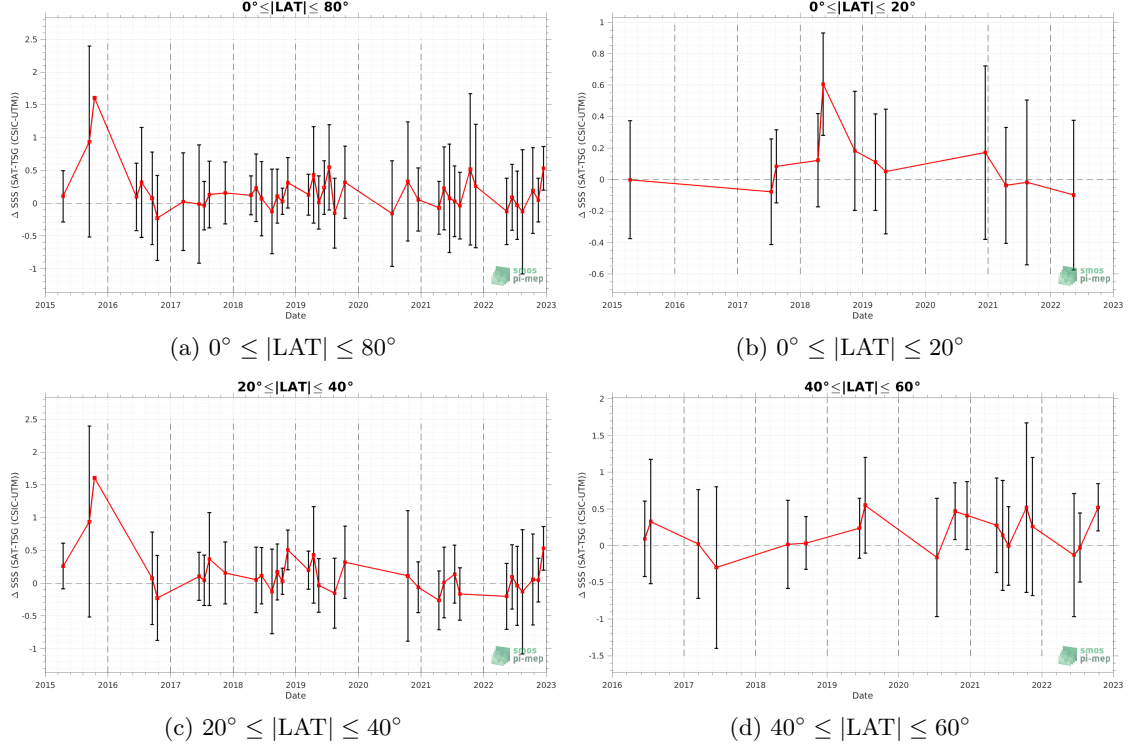 0°≤|LAT|≤ 80°
Δ SSS (SAT-TSG (CSIC-UTM))
2.5
2
1.5
1
0.5
0
-0.5
-1
2015 2016 2017 2018 2019 2020 2021 2022 2023
Date
smos
pi-mep
(a) 0° ≤ |LAT| ≤ 80°
0°≤|LAT|≤ 20°
Δ SSS (SAT-TSG (CSIC-UTM))
1
0.8
0.6
0.4
0.2
0
-0.2
-0.4
-0.6
2015 2016 2017 2018 2019 2020 2021 2022 2023
Date
smos
pi-mep
(b) 0° ≤ |LAT| ≤ 20°
20°≤|LAT|≤ 40°
Δ SSS (SAT-TSG (CSIC-UTM))
2.5
2
1.5
1
0.5
0
-0.5
-1
2015 2016 2017 2018 2019 2020 2021 2022 2023
Date
smos
pi-mep
(c) 20° ≤ |LAT| ≤ 40°
40°≤|LAT|≤ 60°
Δ SSS (SAT-TSG (CSIC-UTM))
2
1.5
1
0.5
0
-0.5
-1
-1.5
2016 2017 2018 2019 2020 2021 2022 2023
Date
smos
pi-mep
(d) 40° ≤ |LAT| ≤ 60°